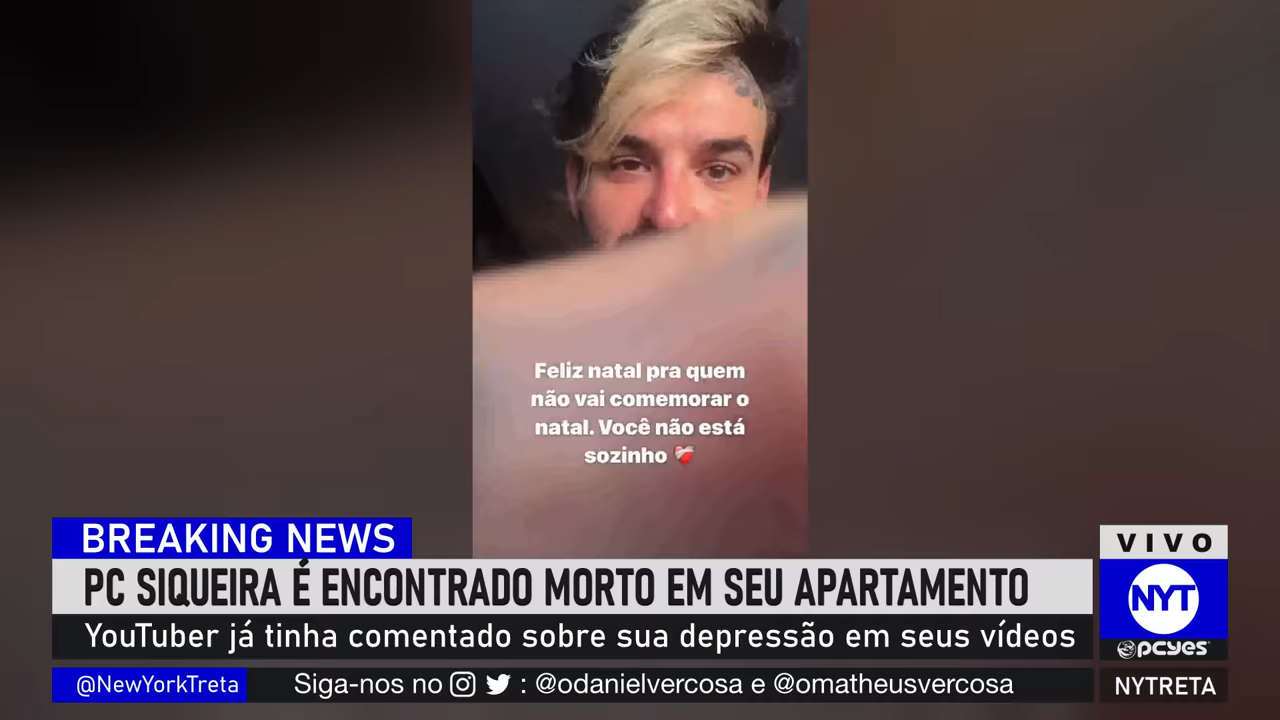 Feliz natal pra quem
não vai comemorar o
natal. Você não está
sozinho ❤️‍🩹
BREAKING NEWS
PC SIQUEIRA É ENCONTRADO MORTO EM SEU APARTAMENTO
YouTuber já tinha comentado sobre sua depressão em seus vídeos
@NewYorkTreta
Siga-nos no : @odanielvercosa e @omatheusvercosa
VIVO
NYT
pcyes
NYTRETA